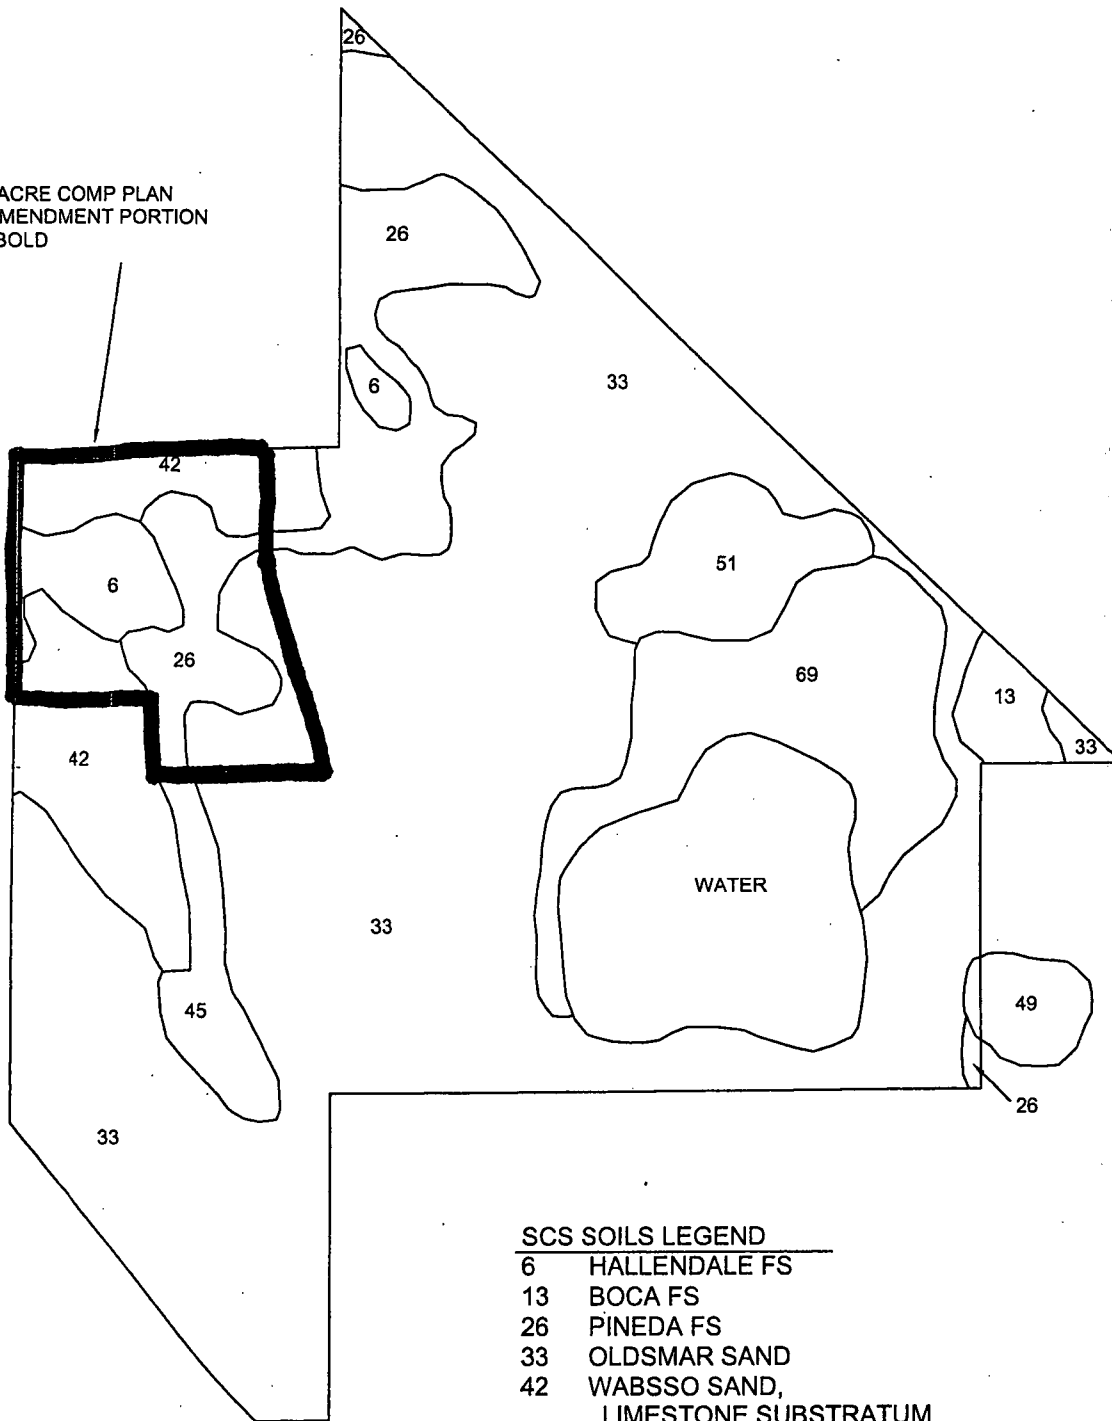 26
ACRE COMP PLAN
MENDMENT PORTION
BOLD
26
33
6
42
51
6
26
69
13
33
42
WATER
33
45
49
26
33
SCS SOILS LEGEND
6 HALLENDALE FS
13 BOCA FS
26 PINEDA FS
33 OLDSMAR SAND
42 WABSSO SAND,
LIMESTONE SUBSTRATUM